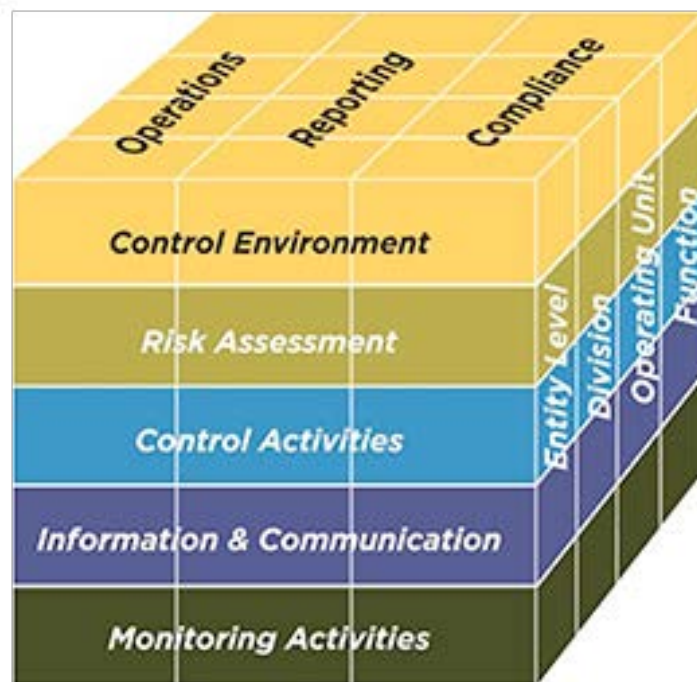 Operations
Reporting
Compliance
Control Environment
Risk Assessment
Control Activities
Information & Communication
Monitoring Activities
Entity Level
Division
Operating Unit
Function